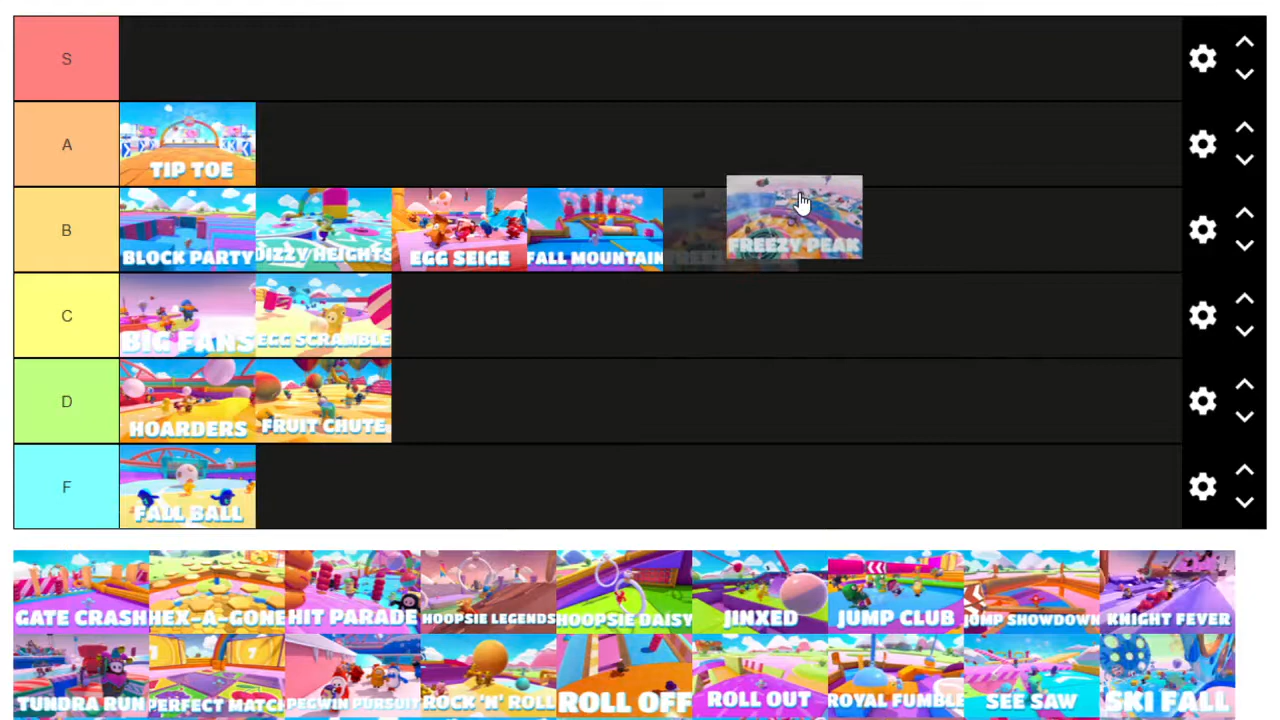 S
A
TIP TOE
B
BLOCK PARTY
DIZZY HEIGHTS
EGG SEIGE
FALL MOUNTAIN
FREEZY PEAK
C
BIG FANS
EGG SCRAMBLE
D
HOARDERS
FRUIT CHUTE
F
FALL BALL
GATE CRASH
HEX-A-GONE
HIT PARADE
HOOPSIE LEGENDS
HOOPSIE DAISY
JINXED
JUMP CLUB
JUMP SHOWDOWN
KNIGHT FEVER
TUNDRA RUN
PERFECT MATCH
PEGWIN PURSUIT
ROCK 'N' ROLL
ROLL OFF
ROLL OUT
ROYAL FUMBLE
SEE SAW
SKI FALL